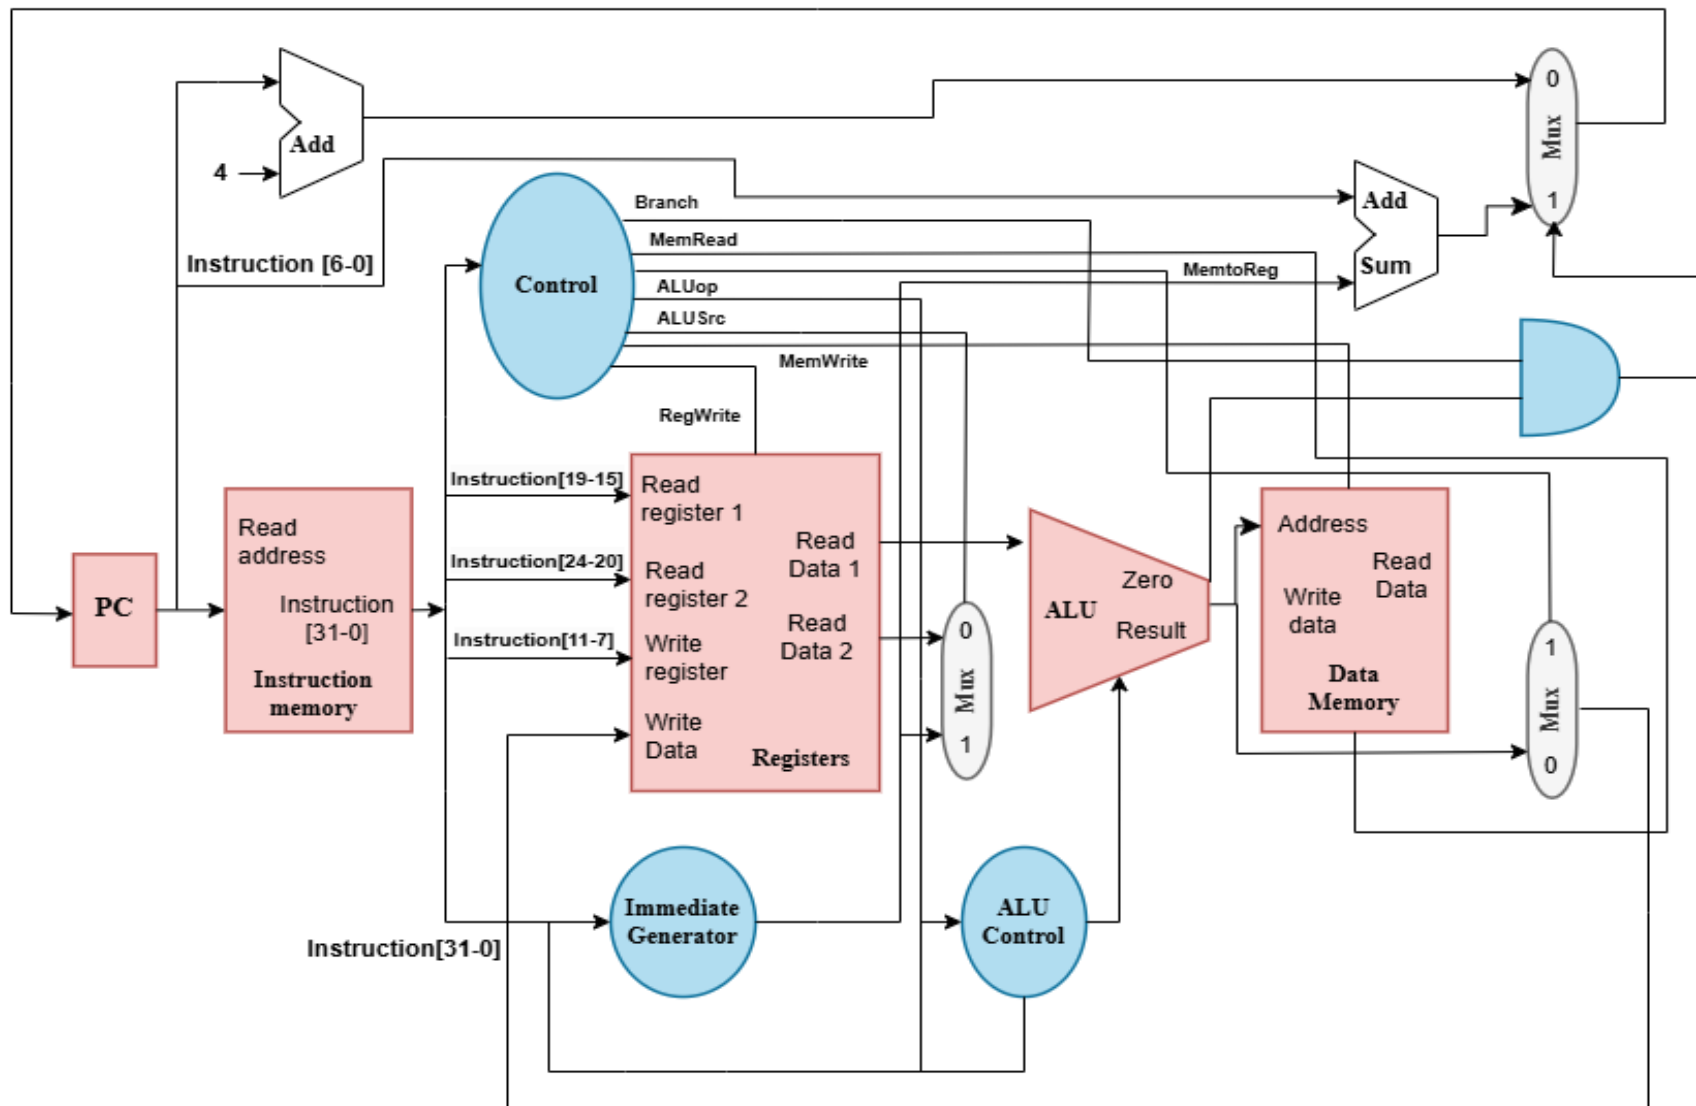 0
Mux
1
Add
4
Add
Sum
Branch
MemRead
MemtoReg
Instruction [6-0]
Control
ALUop
ALUSrc
MemWrite
RegWrite
Instruction[19-15]
Read
register 1
Read
address
Instruction
[31-0]
Instruction
memory
PC
Instruction[24-20]
Read
register 2
Instruction[11-7]
Write
register
Write
Data
Read
Data 1
Read
Data 2
Registers
0
Mux
1
ALU
Zero
Result
Address
Read
Data
Write
data
Data
Memory
1
Mux
0
Immediate
Generator
ALU
Control
Instruction[31-0]